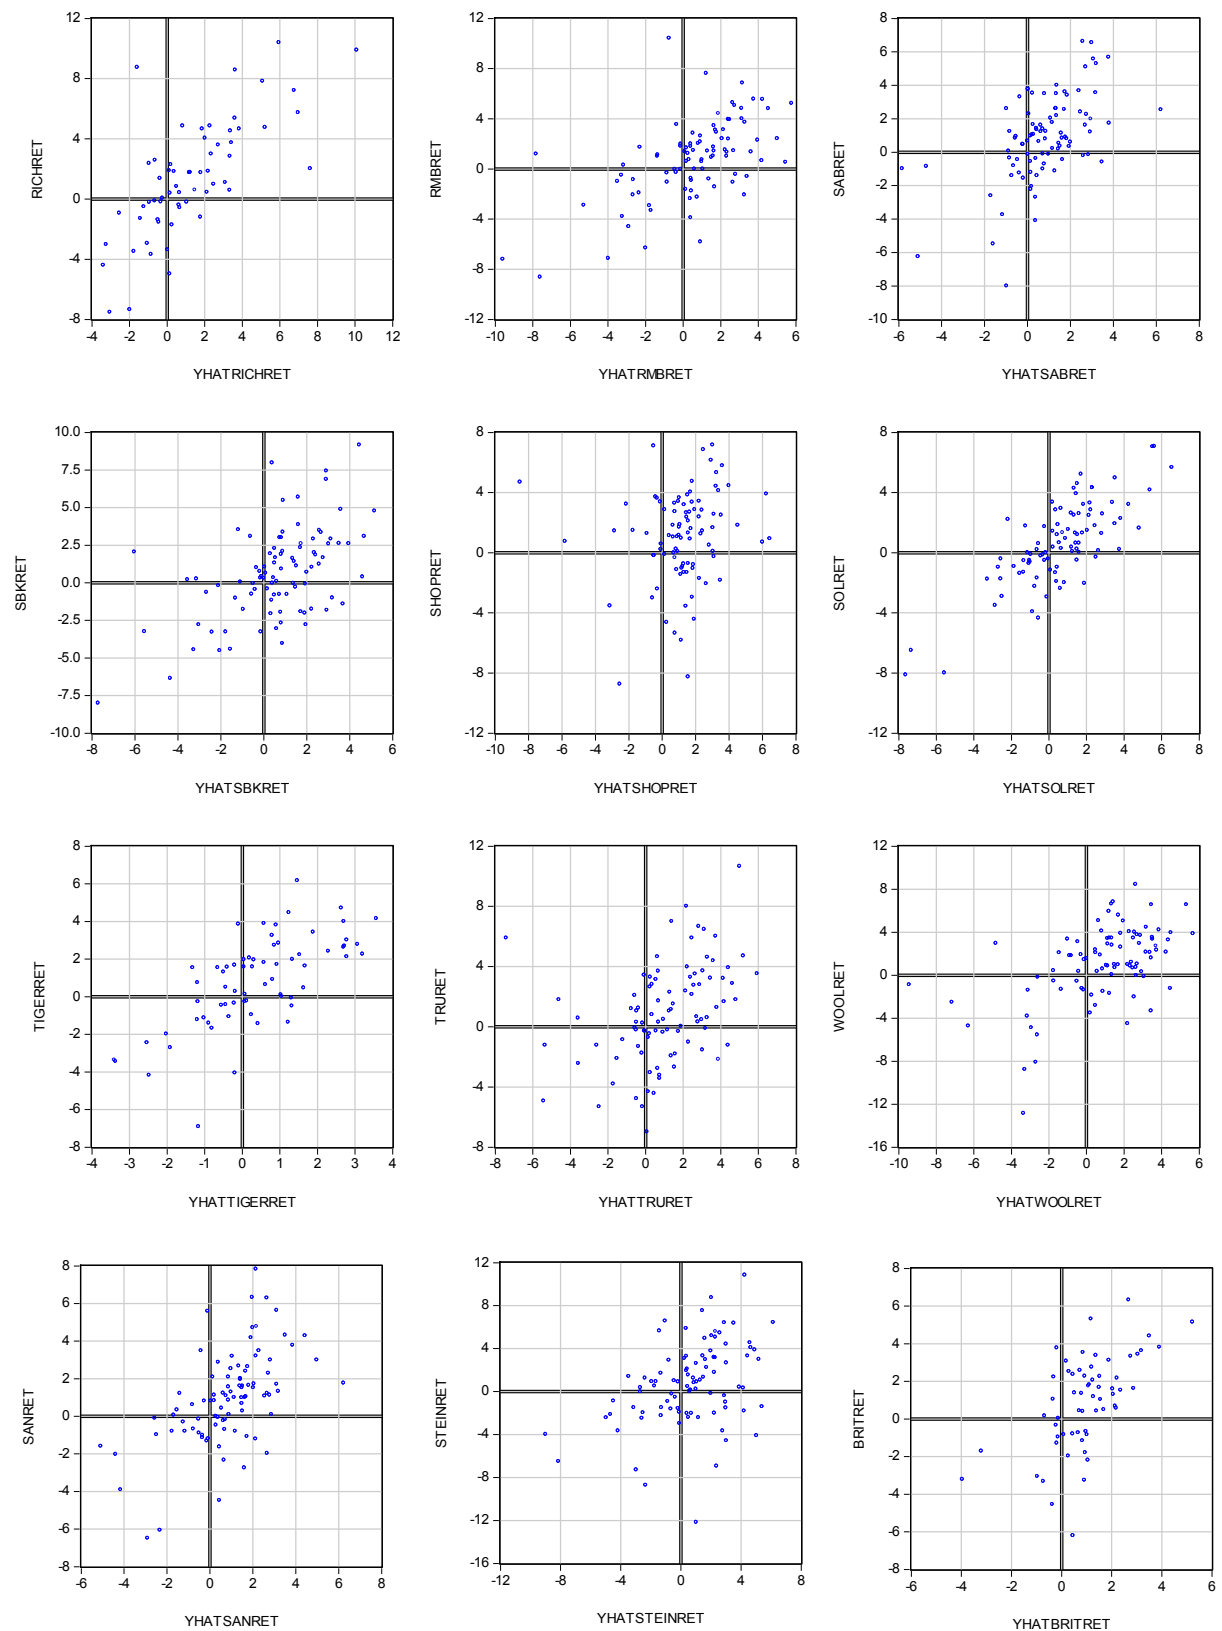 12
8
4
0
-4
-8
RICHRET
-4 -2 0 2 4 6 8 10 12
YHATRICHRET
12
8
4
0
-4
-8
-12
RMBRET
-10 -8 -6 -4 -2 0 2 4 6
YHATRMBRET
8
6
4
2
0
-2
-4
-6
-8
-10
SABRET
-6 -4 -2 0 2 4 6 8
YHATSABRET
10.0
7.5
5.0
2.5
0.0
-2.5
-5.0
-7.5
-10.0
SBKRET
-8 -6 -4 -2 0 2 4 6
YHATSBKRET
8
4
0
-4
-8
-12
SHOPRET
-10 -8 -6 -4 -2 0 2 4 6 8
YHATSHOPRET
8
4
0
-4
-8
-12
SOLRET
-8 -6 -4 -2 0 2 4 6 8
YHATSOLRET
8
6
4
2
0
-2
-4
-6
-8
TIGERRET
-4 -3 -2 -1 0 1 2 3 4
YHATTIGERRET
12
8
4
0
-4
-8
TRURET
-8 -6 -4 -2 0 2 4 6 8
YHATTRURET
12
8
4
0
-4
-8
-12
-16
WOOLRET
-10 -8 -6 -4 -2 0 2 4 6
YHATWOOLRET
8
6
4
2
0
-2
-4
-6
-8
SANRET
-6 -4 -2 0 2 4 6 8
YHATSANRET
12
8
4
0
-4
-8
-12
-16
STEINRET
-12 -8 -4 0 4 8
YHATSTEINRET
8
6
4
2
0
-2
-4
-6
-8
BRITRET
-6 -4 -2 0 2 4 6
YHATBRITRET